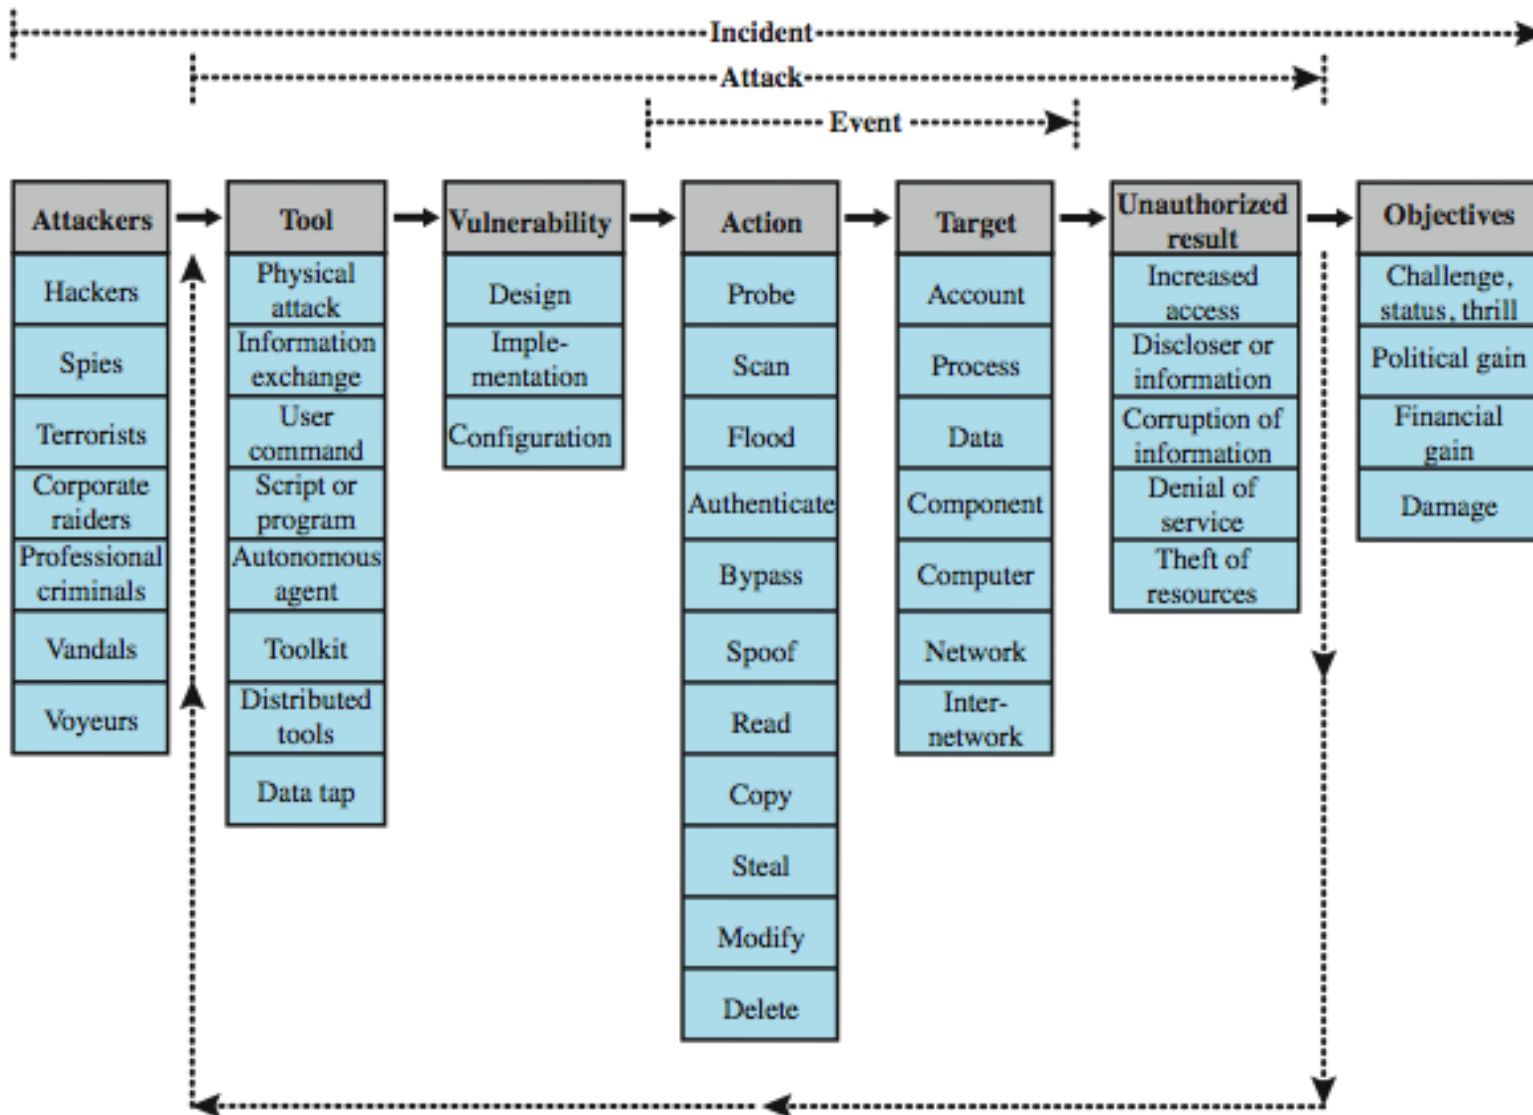 Incident
Attack
Event
Attackers
Hackers
Spies
Terrorists
Corporate
raiders
Professional
criminals
Vandals
Voyeurs
Tool
Physical
attack
Information
exchange
User
command
Script or
program
Autonomous
agent
Toolkit
Distributed
tools
Data tap
Vulnerability
Design
Imple-
mentation
Configuration
Action
Probe
Scan
Flood
Authenticate
Bypass
Spoof
Read
Copy
Steal
Modify
Delete
Target
Account
Process
Data
Component
Computer
Network
Inter-
network
Unauthorized
result
Increased
access
Discloser or
information
Corruption of
information
Denial of
service
Theft of
resources
Objectives
Challenge,
status, thrill
Political gain
Financial
gain
Damage